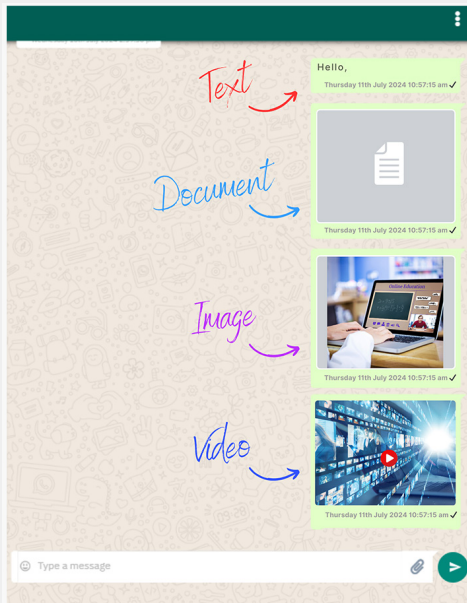 Hello,
Text
Thursday 11th July 2024 10:57:15 am
Document
Thursday 11th July 2024 10:57:15 am
Online Education
Image
Thursday 11th July 2024 10:57:15 am
Video
Thursday 11th July 2024 10:57:15 am
Type a message